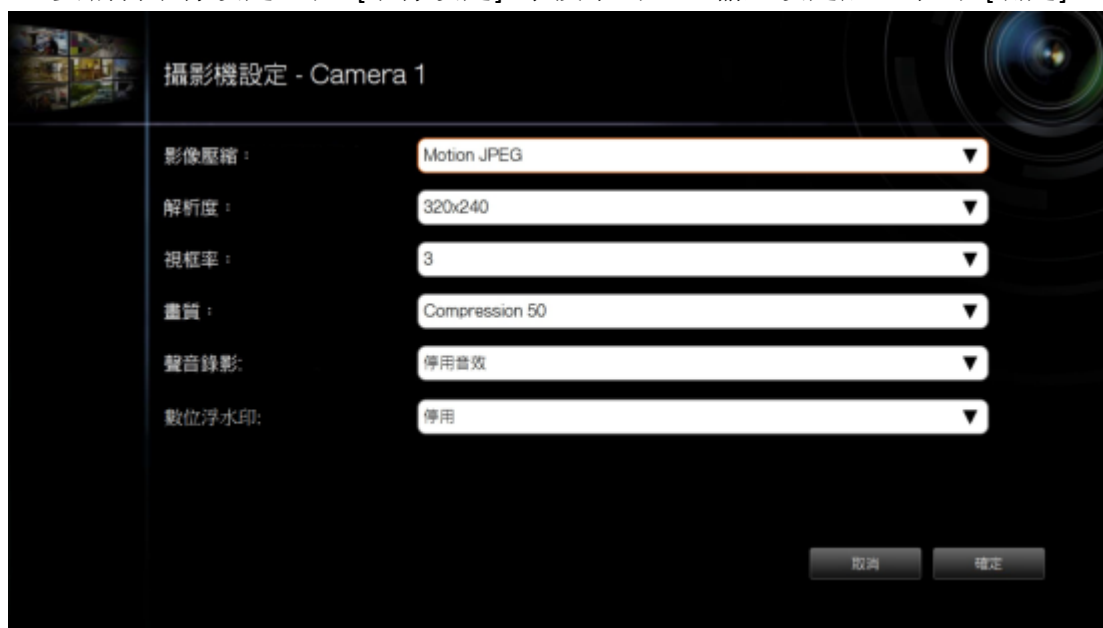 攝影機設定 - Camera 1
影像壓縮：
Motion JPEG
解析度：
320x240
視框率：
3
畫質：
Compression 50
聲音錄影:
停用音效
數位浮水印:
停用
取消
確定